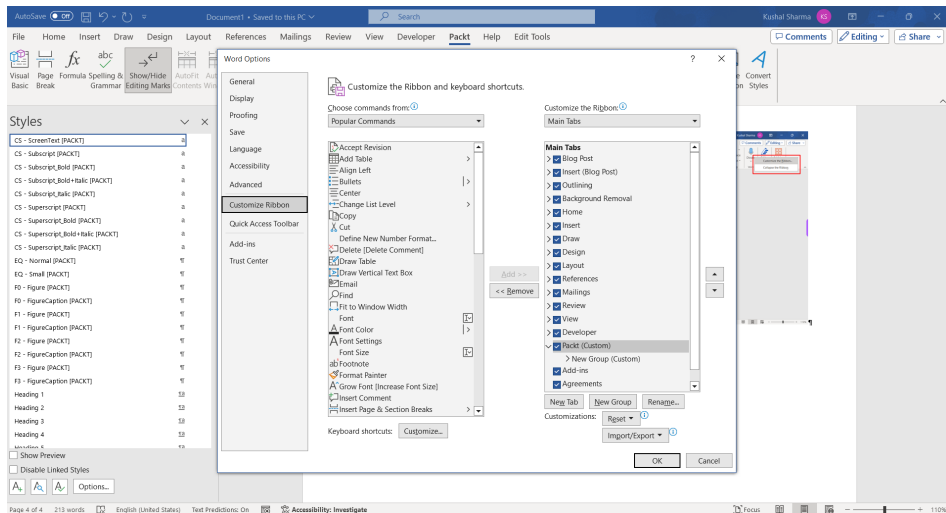 AutoSave Off Document1 • Saved to this PC Search Kushal Sharma KS
File Home Insert Draw Design Layout References Mailings Review View Developer Packt Help Edit Tools Comments Editing Share
Visual Basic Page Break Formula Spelling & Grammar Show/Hide Editing Marks AutoFit Contents Convert Styles
abc
Styles
CS - ScreenText [PACKT] a
CS - Subscript [PACKT] a
CS - Subscript_Bold [PACKT] a
CS - Subscript_Bold+Italic [PACKT] a
CS - Subscript_Italic [PACKT] a
CS - Superscript [PACKT] a
CS - Superscript_Bold [PACKT] a
CS - Superscript_Bold+Italic [PACKT] a
CS - Superscript_Italic [PACKT] a
EQ - Normal [PACKT] ¶
EQ - Small [PACKT] ¶
F0 - Figure [PACKT] ¶
F0 - FigureCaption [PACKT] ¶
F1 - Figure [PACKT] ¶
F1 - FigureCaption [PACKT] ¶
F2 - Figure [PACKT] ¶
F2 - FigureCaption [PACKT] ¶
F3 - Figure [PACKT] ¶
F3 - FigureCaption [PACKT] ¶
Heading 1
Heading 2
Heading 3
Heading 4
Heading 5
Show Preview
Disable Linked Styles
Options...
Word Options ? ×
General
Display
Proofing
Save
Language
Accessibility
Advanced
Customize Ribbon
Quick Access Toolbar
Add-ins
Trust Center
Customize the Ribbon and keyboard shortcuts.
Choose commands from:
Popular Commands
Accept Revision
Add Table
Align Left
Bullets
Center
Change List Level
Copy
Cut
Define New Number Format...
Delete [Delete Comment]
Draw Table
Draw Vertical Text Box
Email
Find
Fit to Window Width
Font
Font Color
Font Settings
Font Size
Footnote
Format Painter
Grow Font [Increase Font Size]
Insert Comment
Insert Page & Section Breaks
Keyboard shortcuts: Customize...
Add >>
<< Remove
Customize the Ribbon:
Main Tabs
Main Tabs
Blog Post
Insert (Blog Post)
Outlining
Background Removal
Home
Insert
Draw
Design
Layout
References
Mailings
Review
View
Developer
Packt (Custom)
New Group (Custom)
Add-ins
Agreements
New Tab New Group Rename...
Customizations: Reset
Import/Export
OK Cancel
Page 4 of 4 213 words English (United States) Text Predictions: On Accessibility: Investigate Focus 110%